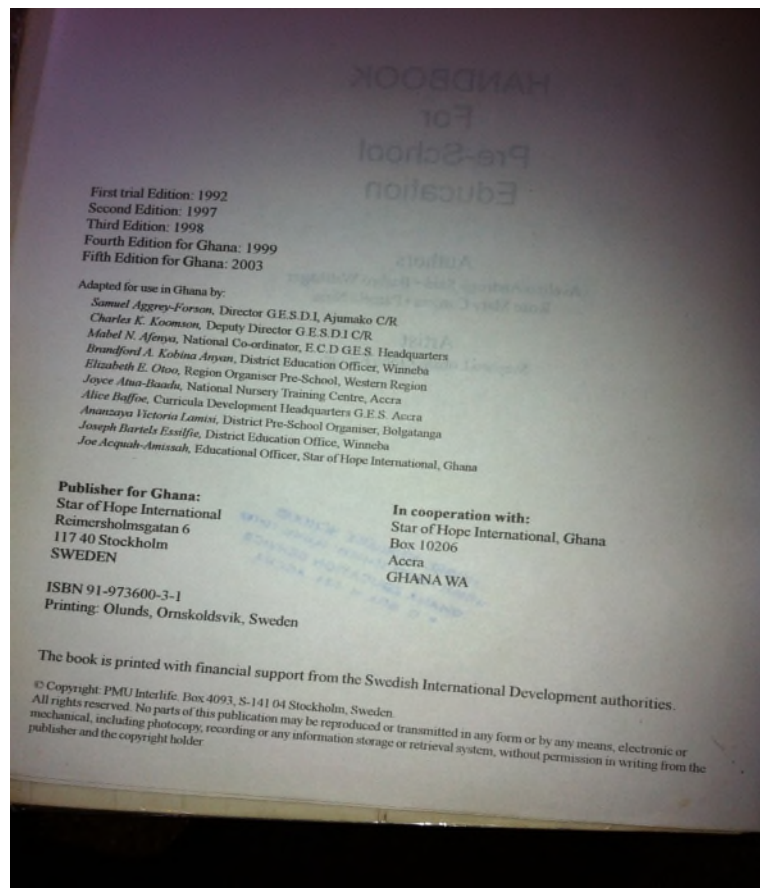 HANDBOOK
For
Pre-School
Education
Authors
Artist
First trial Edition: 1992
Second Edition: 1997
Third Edition: 1998
Fourth Edition for Ghana: 1999
Fifth Edition for Ghana: 2003
Adapted for use in Ghana by:
Samuel Aggrey-Forson, Director G.E.S.D.I, Ajumako C/R
Charles K. Koomson, Deputy Director G.E.S.D.I C/R
Mabel N. Afenya, National Co-ordinator, E.C.D G.E.S. Headquarters
Brandford A. Kobina Anyan, District Education Officer, Winneba
Elizabeth E. Otoo, Region Organiser Pre-School, Western Region
Joyce Atua-Baadu, National Nursery Training Centre, Accra
Alice Baffoe, Curricula Development Headquarters G.E.S. Accra
Ananzaya Victoria Lamisi, District Pre-School Organiser, Bolgatanga
Joseph Bartels Essilfie, District Education Office, Winneba
Joe Acquah-Amissah, Educational Officer, Star of Hope International, Ghana
Publisher for Ghana:
Star of Hope International
Reimersholmsgatan 6
117 40 Stockholm
SWEDEN
In cooperation with:
Star of Hope International, Ghana
Box 10206
Accra
GHANA WA
ISBN 91-973600-3-1
Printing: Olunds, Ornskoldsvik, Sweden
The book is printed with financial support from the Swedish International Development authorities.
© Copyright: PMU Interlife. Box 4093, S-141 04 Stockholm, Sweden.
All rights reserved. No parts of this publication may be reproduced or transmitted in any form or by any means, electronic or
mechanical, including photocopy, recording or any information storage or retrieval system, without permission in writing from the
publisher and the copyright holder